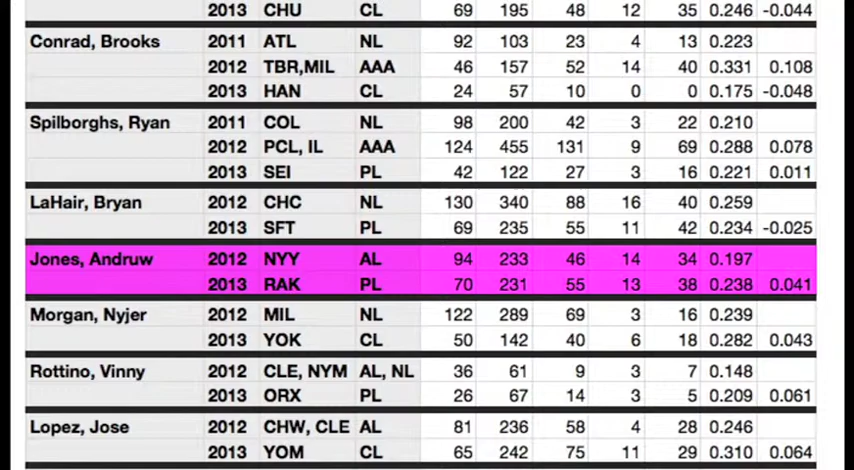 2013 CHU CL 69 195 48 12 35 0.246 -0.044
Conrad, Brooks 2011 ATL NL 92 103 23 4 13 0.223
2012 TBR,MIL AAA 46 157 52 14 40 0.331 0.108
2013 HAN CL 24 57 10 0 0 0.175 -0.048
Spilborghs, Ryan 2011 COL NL 98 200 42 3 22 0.210
2012 PCL, IL AAA 124 455 131 9 69 0.288 0.078
2013 SEI PL 42 122 27 3 16 0.221 0.011
LaHair, Bryan 2012 CHC NL 130 340 88 16 40 0.259
2013 SFT PL 69 235 55 11 42 0.234 -0.025
Jones, Andruw 2012 NYY AL 94 233 46 14 34 0.197
2013 RAK PL 70 231 55 13 38 0.238 0.041
Morgan, Nyjer 2012 MIL NL 122 289 69 3 16 0.239
2013 YOK CL 50 142 40 6 18 0.282 0.043
Rottino, Vinny 2012 CLE, NYM AL, NL 36 61 9 3 7 0.148
2013 ORX PL 26 67 14 3 5 0.209 0.061
Lopez, Jose 2012 CHW, CLE AL 81 236 58 4 28 0.246
2013 YOM CL 65 242 75 11 29 0.310 0.064